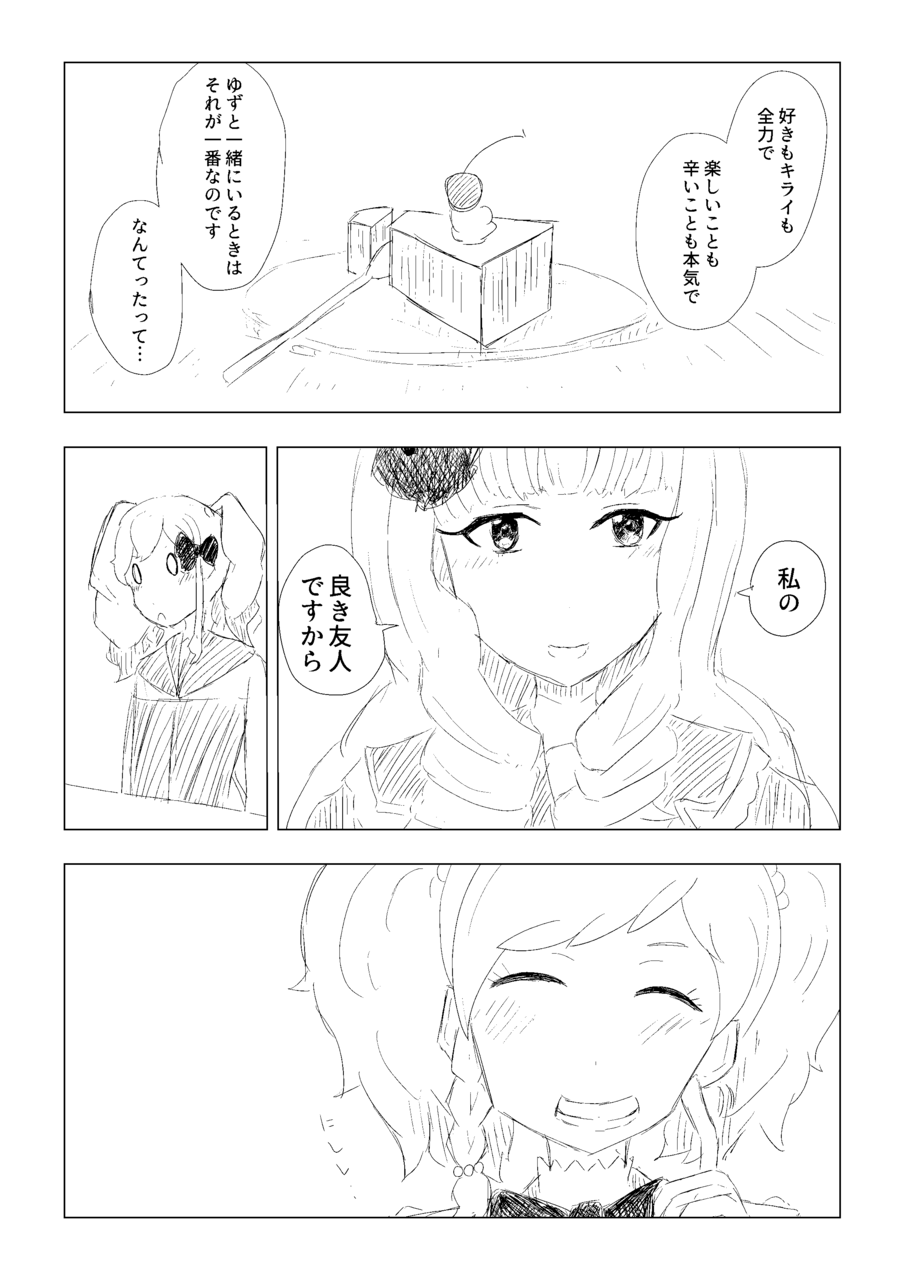 好きもキライも
全力で
楽しいことも
辛いことも本気で
ゆずと一緒にいるときは
それが一番なのです
なんてったって…
私の
良き友人
ですから
にいい